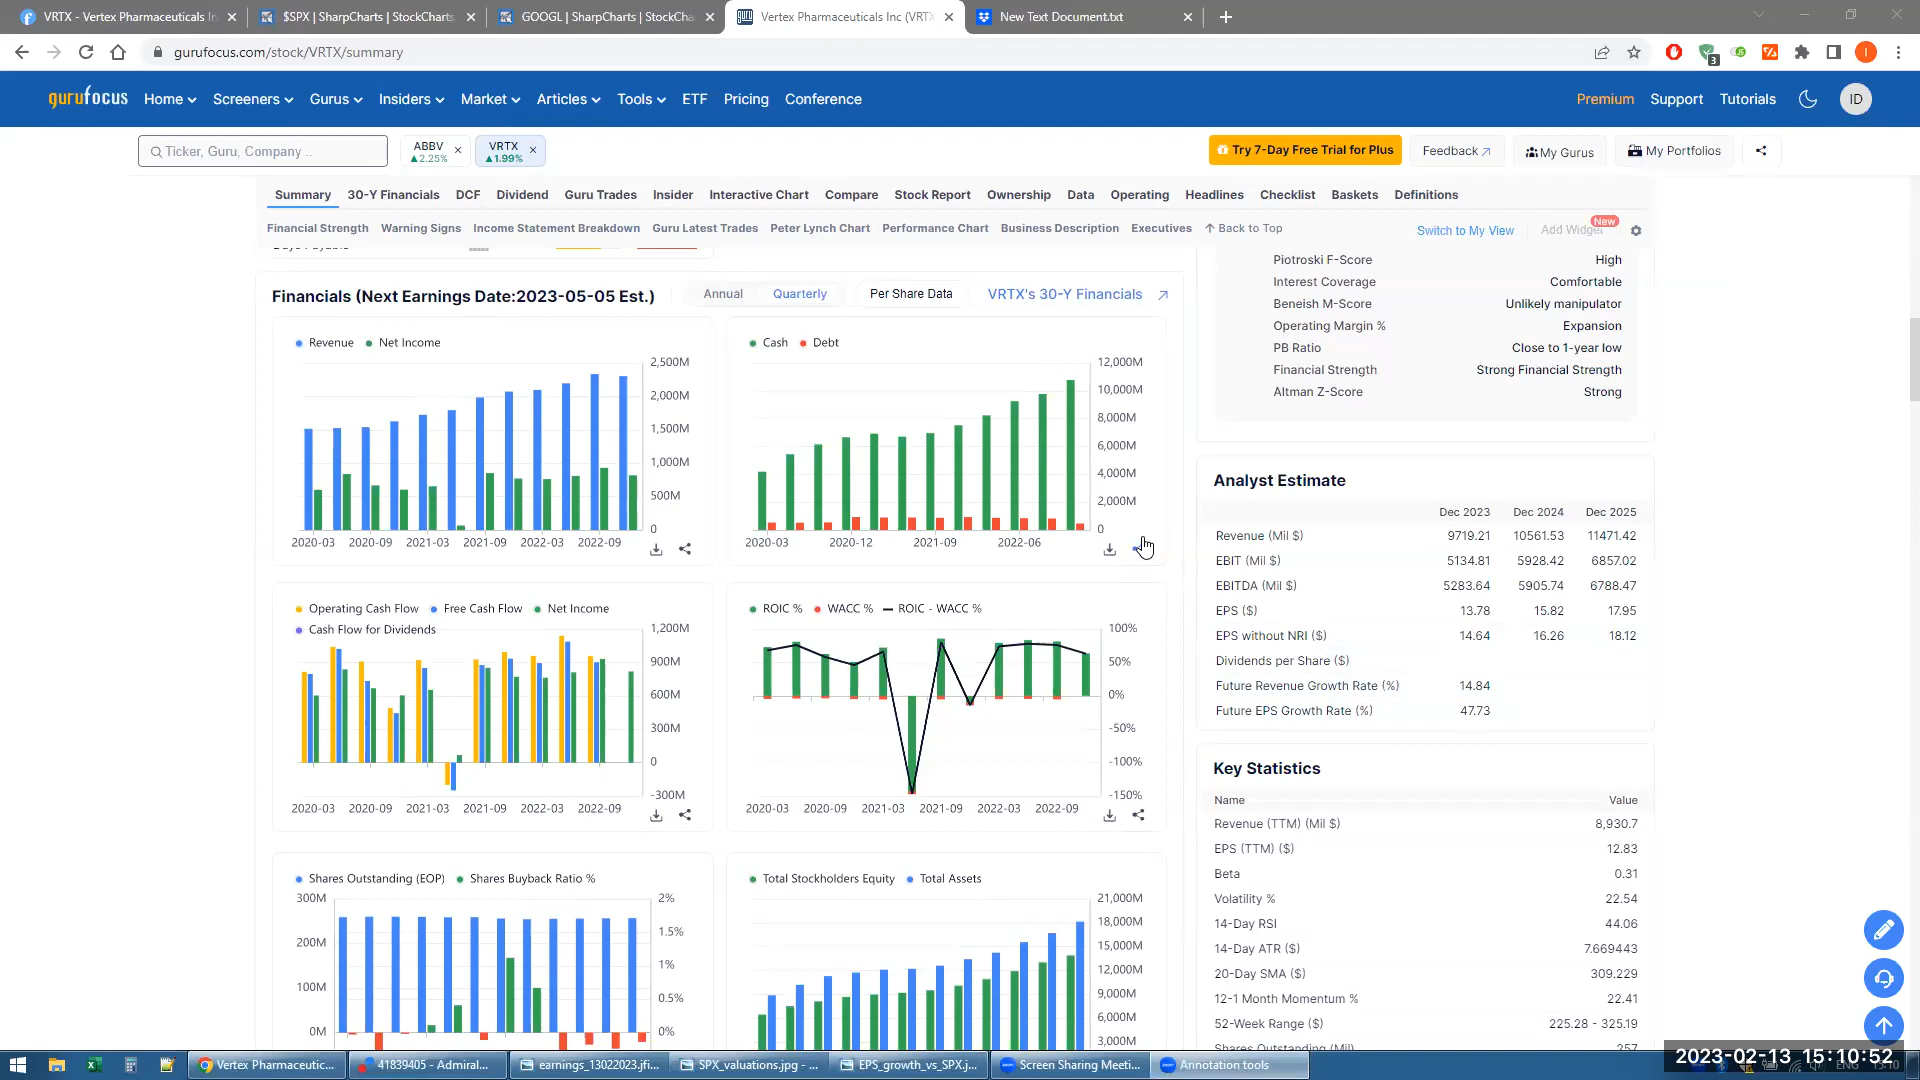 VRTX - Vertex Pharmaceuticals In
$SPX | SharpCharts | StockCharts.
GOOGL | SharpCharts | StockCha
Vertex Pharmaceuticals Inc (VRTX
New Text Document.txt
gurufocus.com/stock/VRTX/summary
3
I
gurufocus
Home
Screeners
Gurus
Insiders
Market
Articles
Tools
ETF
Pricing
Conference
Premium
Support
Tutorials
ID
Ticker, Guru, Company ..
ABBV
▲2.25%
VRTX
▲1.99%
Try 7-Day Free Trial for Plus
Feedback
My Gurus
My Portfolios
Summary
30-Y Financials
DCF
Dividend
Guru Trades
Insider
Interactive Chart
Compare
Stock Report
Ownership
Data
Operating
Headlines
Checklist
Baskets
Definitions
Financial Strength
Warning Signs
Income Statement Breakdown
Guru Latest Trades
Peter Lynch Chart
Performance Chart
Business Description
Executives
Back to Top
Switch to My View
Add Widget
New
Financials (Next Earnings Date:2023-05-05 Est.)
Annual
Quarterly
Per Share Data
VRTX's 30-Y Financials
Revenue
Net Income
2,500M
2,000M
1,500M
1,000M
500M
0
2020-03
2020-09
2021-03
2021-09
2022-03
2022-09
Cash
Debt
12,000M
10,000M
8,000M
6,000M
4,000M
2,000M
0
2020-03
2020-12
2021-09
2022-06
Operating Cash Flow
Free Cash Flow
Net Income
Cash Flow for Dividends
1,200M
900M
600M
300M
0
-300M
2020-03
2020-09
2021-03
2021-09
2022-03
2022-09
ROIC %
WACC %
ROIC - WACC %
100%
50%
0%
-50%
-100%
-150%
2020-03
2020-09
2021-03
2021-09
2022-03
2022-09
Shares Outstanding (EOP)
Shares Buyback Ratio %
300M
200M
100M
0M
2%
1.5%
1%
0.5%
0%
Total Stockholders Equity
Total Assets
21,000M
18,000M
15,000M
12,000M
9,000M
6,000M
3,000M
Piotroski F-Score High
Interest Coverage Comfortable
Beneish M-Score Unlikely manipulator
Operating Margin % Expansion
PB Ratio Close to 1-year low
Financial Strength Strong Financial Strength
Altman Z-Score Strong
Analyst Estimate
Dec 2023 Dec 2024 Dec 2025
Revenue (Mil $) 9719.21 10561.53 11471.42
EBIT (Mil $) 5134.81 5928.42 6857.02
EBITDA (Mil $) 5283.64 5905.74 6788.47
EPS ($) 13.78 15.82 17.95
EPS without NRI ($) 14.64 16.26 18.12
Dividends per Share ($)
Future Revenue Growth Rate (%) 14.84
Future EPS Growth Rate (%) 47.73
Key Statistics
Name Value
Revenue (TTM) (Mil $) 8,930.7
EPS (TTM) ($) 12.83
Beta 0.31
Volatility % 22.54
14-Day RSI 44.06
14-Day ATR ($) 7.669443
20-Day SMA ($) 309.229
12-1 Month Momentum % 22.41
52-Week Range ($) 225.28 - 325.19
Shares Outstanding (Mil) 257
Vertex Pharmaceutic...
41839405 - Admiral...
earnings_13022023.jfi...
SPX_valuations.jpg - ...
EPS_growth_vs_SPX.j...
Screen Sharing Meeti...
Annotation tools
2023-02-13 15:10:52